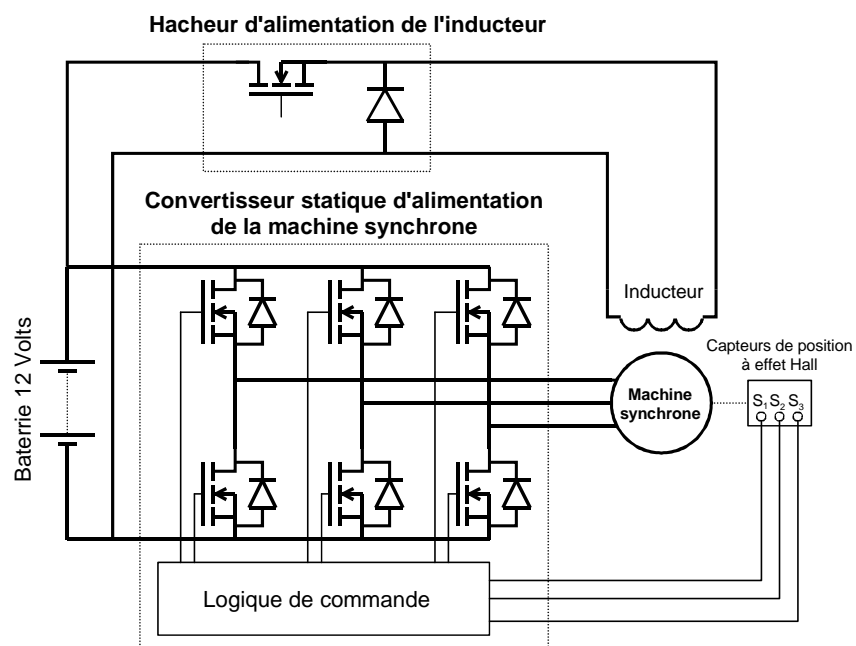 Hacheur d'alimentation de l'inducteur
Convertisseur statique d'alimentation
de la machine synchrone
Baterrie 12 Volts
Inducteur
Capteurs de position
à effet Hall
Machine
synchrone
S1 S2 S3
Logique de commande